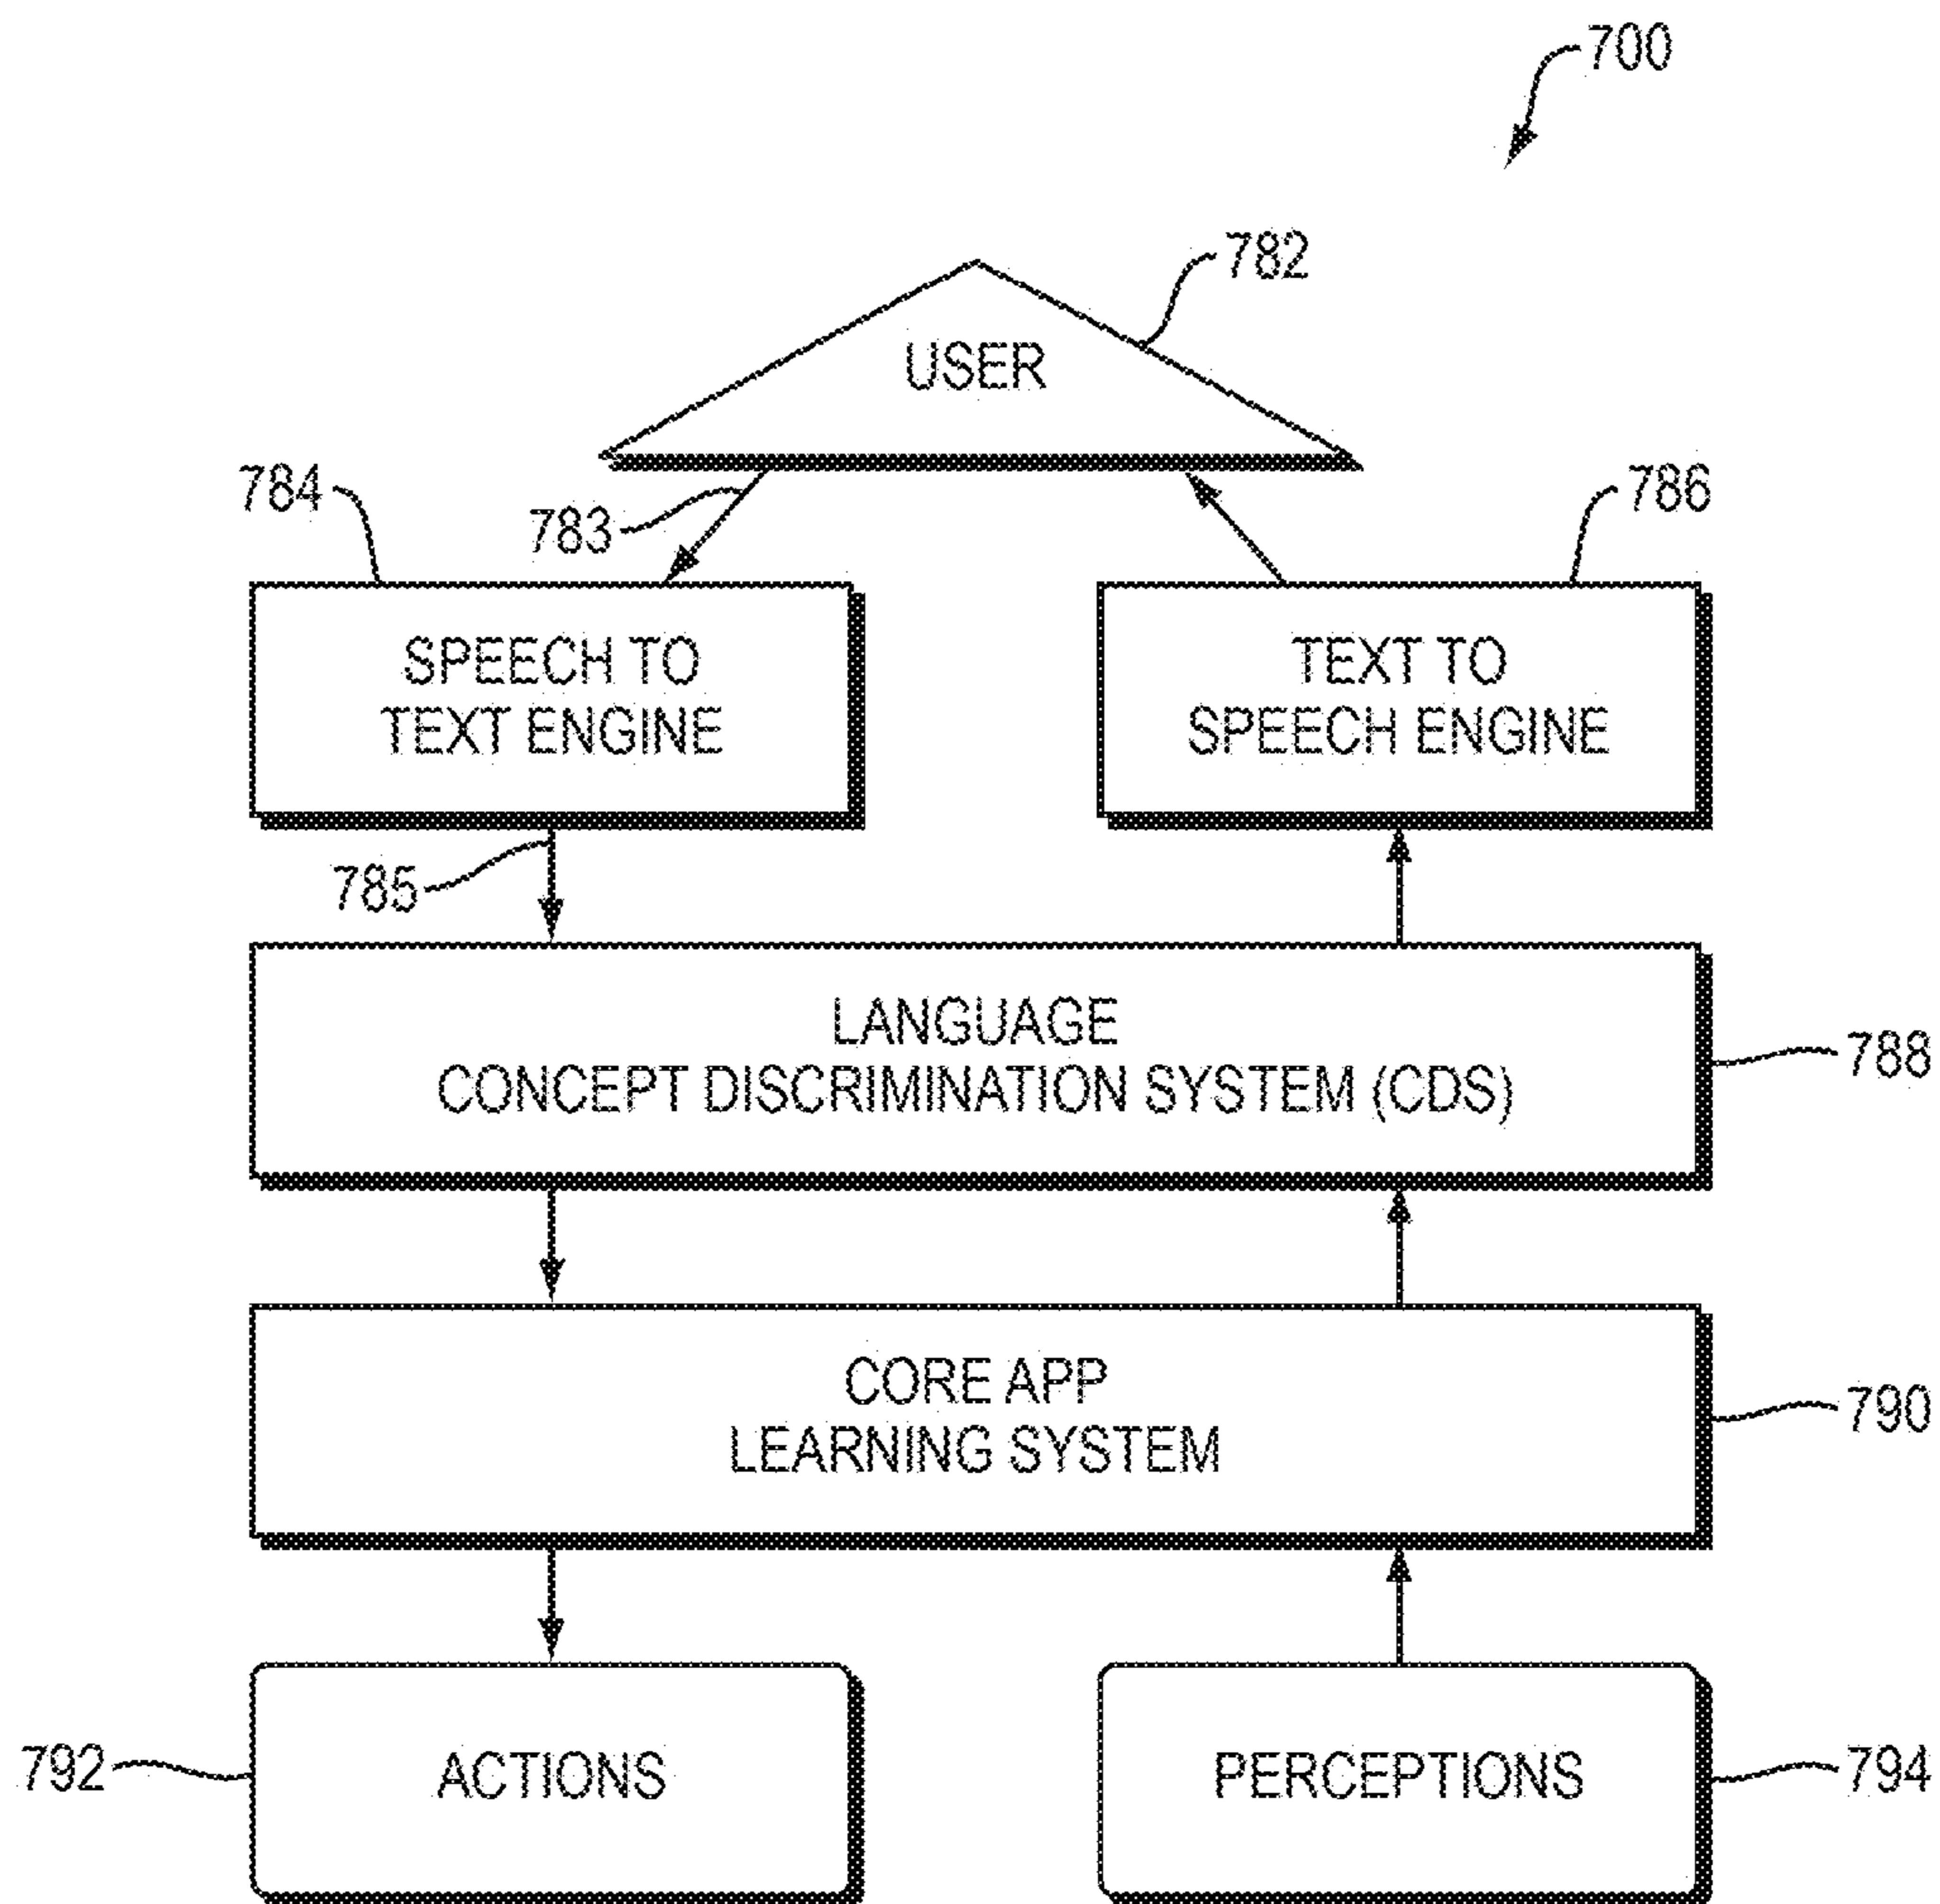 700
782
USER
784
783
786
SPEECH TO
TEXT ENGINE
TEXT TO
SPEECH ENGINE
785
LANGUAGE
CONCEPT DISCRIMINATION SYSTEM (CDS)
788
CORE APP
LEARNING SYSTEM
790
792
ACTIONS
PERCEPTIONS
794